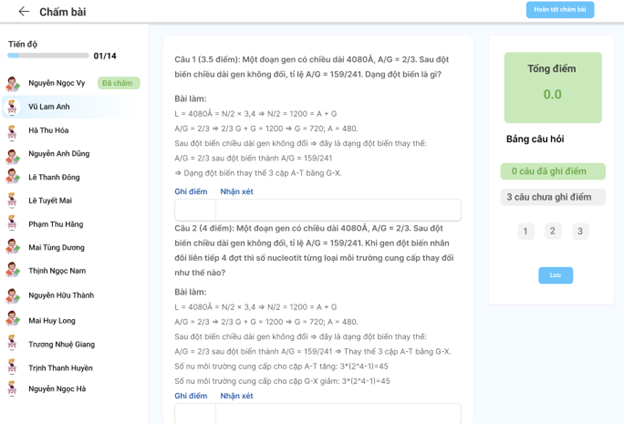 Chấm bài
Hoàn tất chấm bài
Tiến độ
01/14
Nguyễn Ngọc Vy
Đã chấm
Vũ Lam Anh
Hà Thu Hóa
Nguyễn Anh Dũng
Lê Thanh Đông
Lê Tuyết Mai
Phạm Thu Hằng
Mai Tùng Dương
Thịnh Ngọc Nam
Nguyễn Hữu Thành
Mai Huy Long
Trương Nhuệ Giang
Trịnh Thanh Huyền
Nguyễn Ngọc Hà
Câu 1 (3.5 điểm): Một đoạn gen có chiều dài 4080Å, A/G = 2/3. Sau đột
biến chiều dài gen không đổi, tỉ lệ A/G = 159/241. Dạng đột biến là gì?
Bài làm:
L = 4080Å = N/2 × 3,4 ⇒ N/2 = 1200 = A + G
A/G = 2/3 ⇒ 2/3 G + G = 1200 ⇒ G = 720; A = 480.
Sau đột biến chiều dài gen không đổi ⇒ đây là dạng đột biến thay thế:
A/G = 2/3 sau đột biến thành A/G = 159/241
⇒ Dạng đột biến thay thế 3 cặp A-T bằng G-X.
Ghi điểm Nhận xét
Câu 2 (4 điểm): Một đoạn gen có chiều dài 4080Å, A/G = 2/3. Sau đột
biến chiều dài gen không đổi, tỉ lệ A/G = 159/241. Khi gen đột biến nhân
đôi liên tiếp 4 đợt thì số nucleotit từng loại môi trường cung cấp thay đổi
như thế nào?
Bài làm:
L = 4080Å = N/2 × 3,4 ⇒ N/2 = 1200 = A + G
A/G = 2/3 ⇒ 2/3 G + G = 1200 ⇒ G = 720; A = 480.
Sau đột biến chiều dài gen không đổi ⇒ đây là dạng đột biến thay thế:
A/G = 2/3 sau đột biến thành A/G = 159/241 ⇒ Thay thế 3 cặp A-T bằng G-X.
Số nu môi trường cung cấp cho cặp A-T tăng: 3*(2^4-1)=45
Số nu môi trường cung cấp cho cặp G-X giảm: 3*(2^4-1)=45
Ghi điểm Nhận xét
Tổng điểm
0.0
Bảng câu hỏi
0 câu đã ghi điểm
3 câu chưa ghi điểm
1 2 3
Lưu